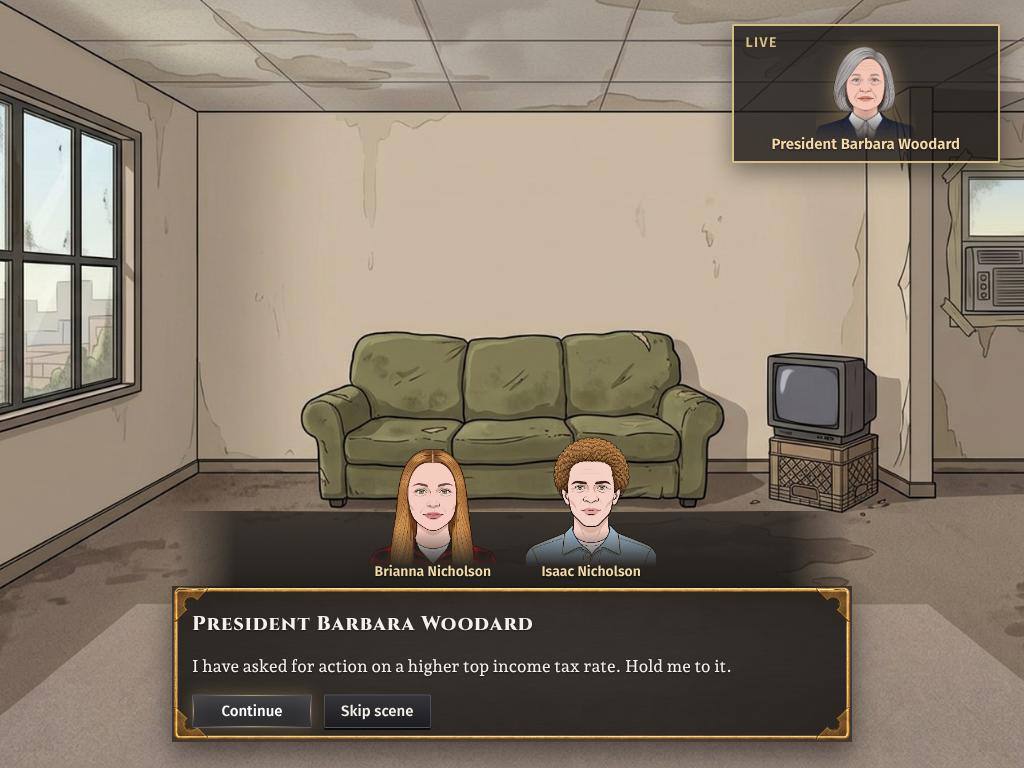 LIVE
President Barbara Woodard
Brianna Nicholson
Isaac Nicholson
President Barbara Woodard
I have asked for action on a higher top income tax rate. Hold me to it.
Continue
Skip scene